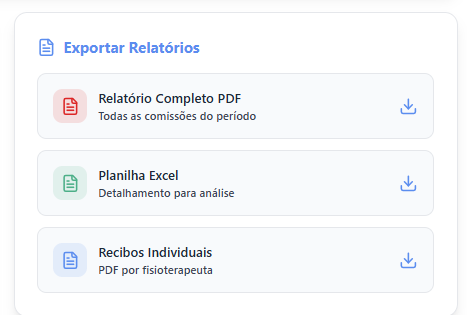 Exportar Relatórios
Relatório Completo PDF
Todas as comissões do período
Planilha Excel
Detalhamento para análise
Recibos Individuais
PDF por fisioterapeuta